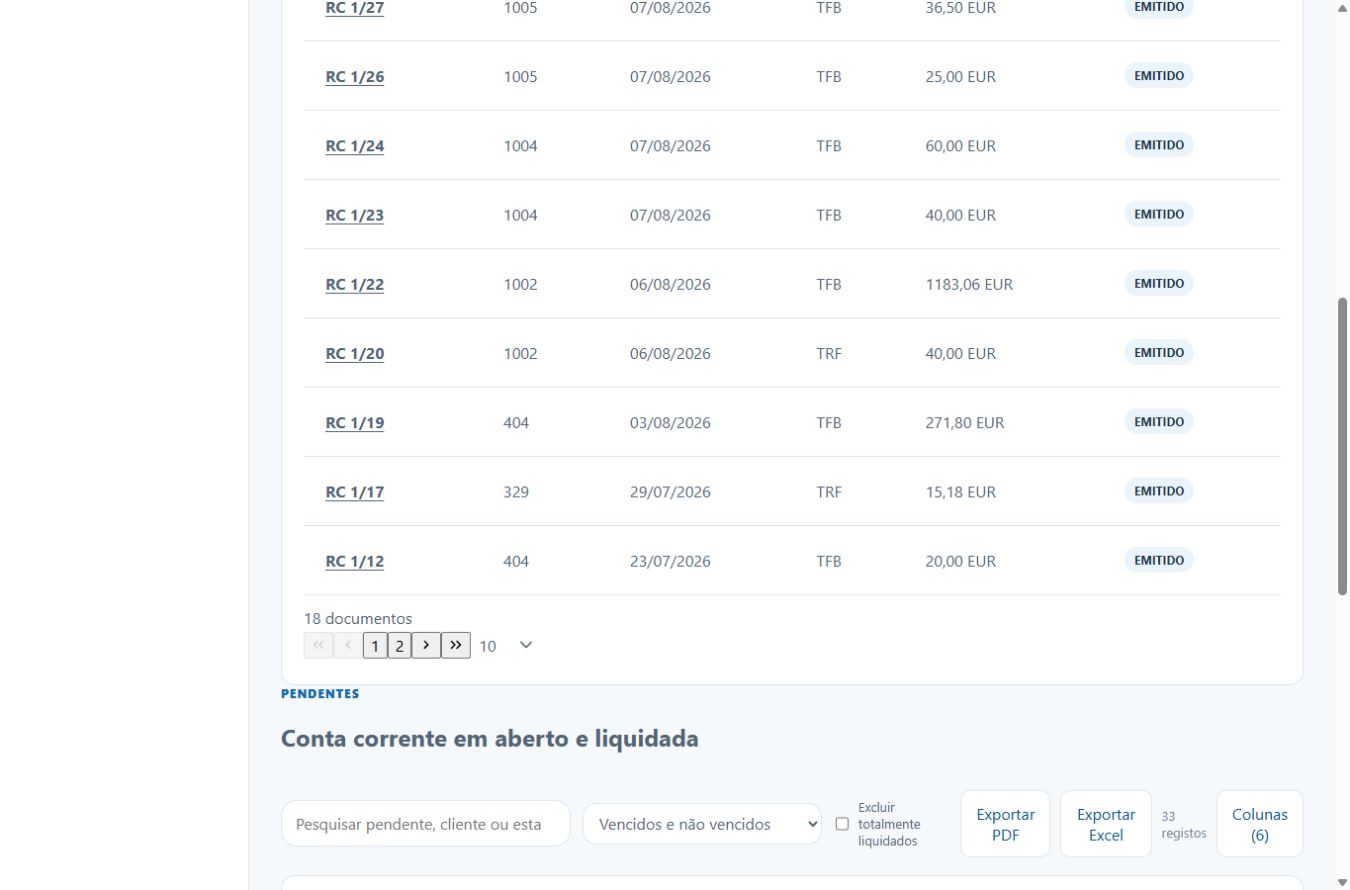 RC 1/27 1005 07/08/2026 TFB 36,50 EUR EMITIDO
RC 1/26 1005 07/08/2026 TFB 25,00 EUR EMITIDO
RC 1/24 1004 07/08/2026 TFB 60,00 EUR EMITIDO
RC 1/23 1004 07/08/2026 TFB 40,00 EUR EMITIDO
RC 1/22 1002 06/08/2026 TFB 1183,06 EUR EMITIDO
RC 1/20 1002 06/08/2026 TRF 40,00 EUR EMITIDO
RC 1/19 404 03/08/2026 TFB 271,80 EUR EMITIDO
RC 1/17 329 29/07/2026 TRF 15,18 EUR EMITIDO
RC 1/12 404 23/07/2026 TFB 20,00 EUR EMITIDO
18 documentos
« ‹ 1 2 › » 10
PENDENTES
Conta corrente em aberto e liquidada
Pesquisar pendente, cliente ou esta
Vencidos e não vencidos
Excluir
totalmente
liquidados
Exportar
PDF
Exportar
Excel
33
registos
Colunas
(6)